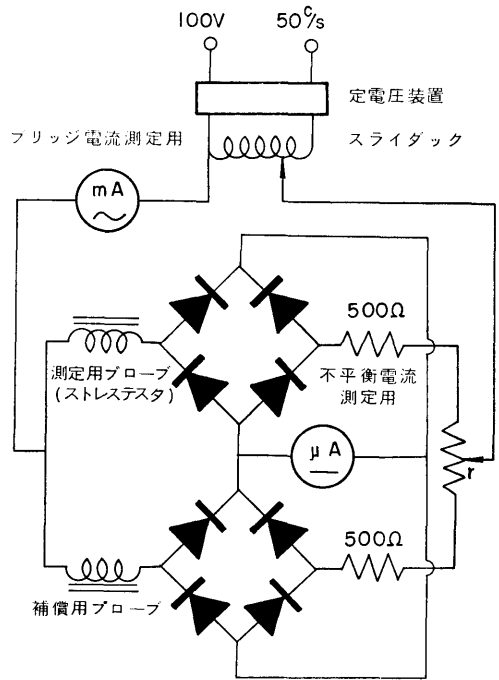 100V 50c/s
定電圧装置
ブリッジ電流測定用 スライダック
mA
500Ω
測定用プローブ
(ストレステスタ)
不平衡電流
測定用
μA
r
500Ω
補償用プローブ